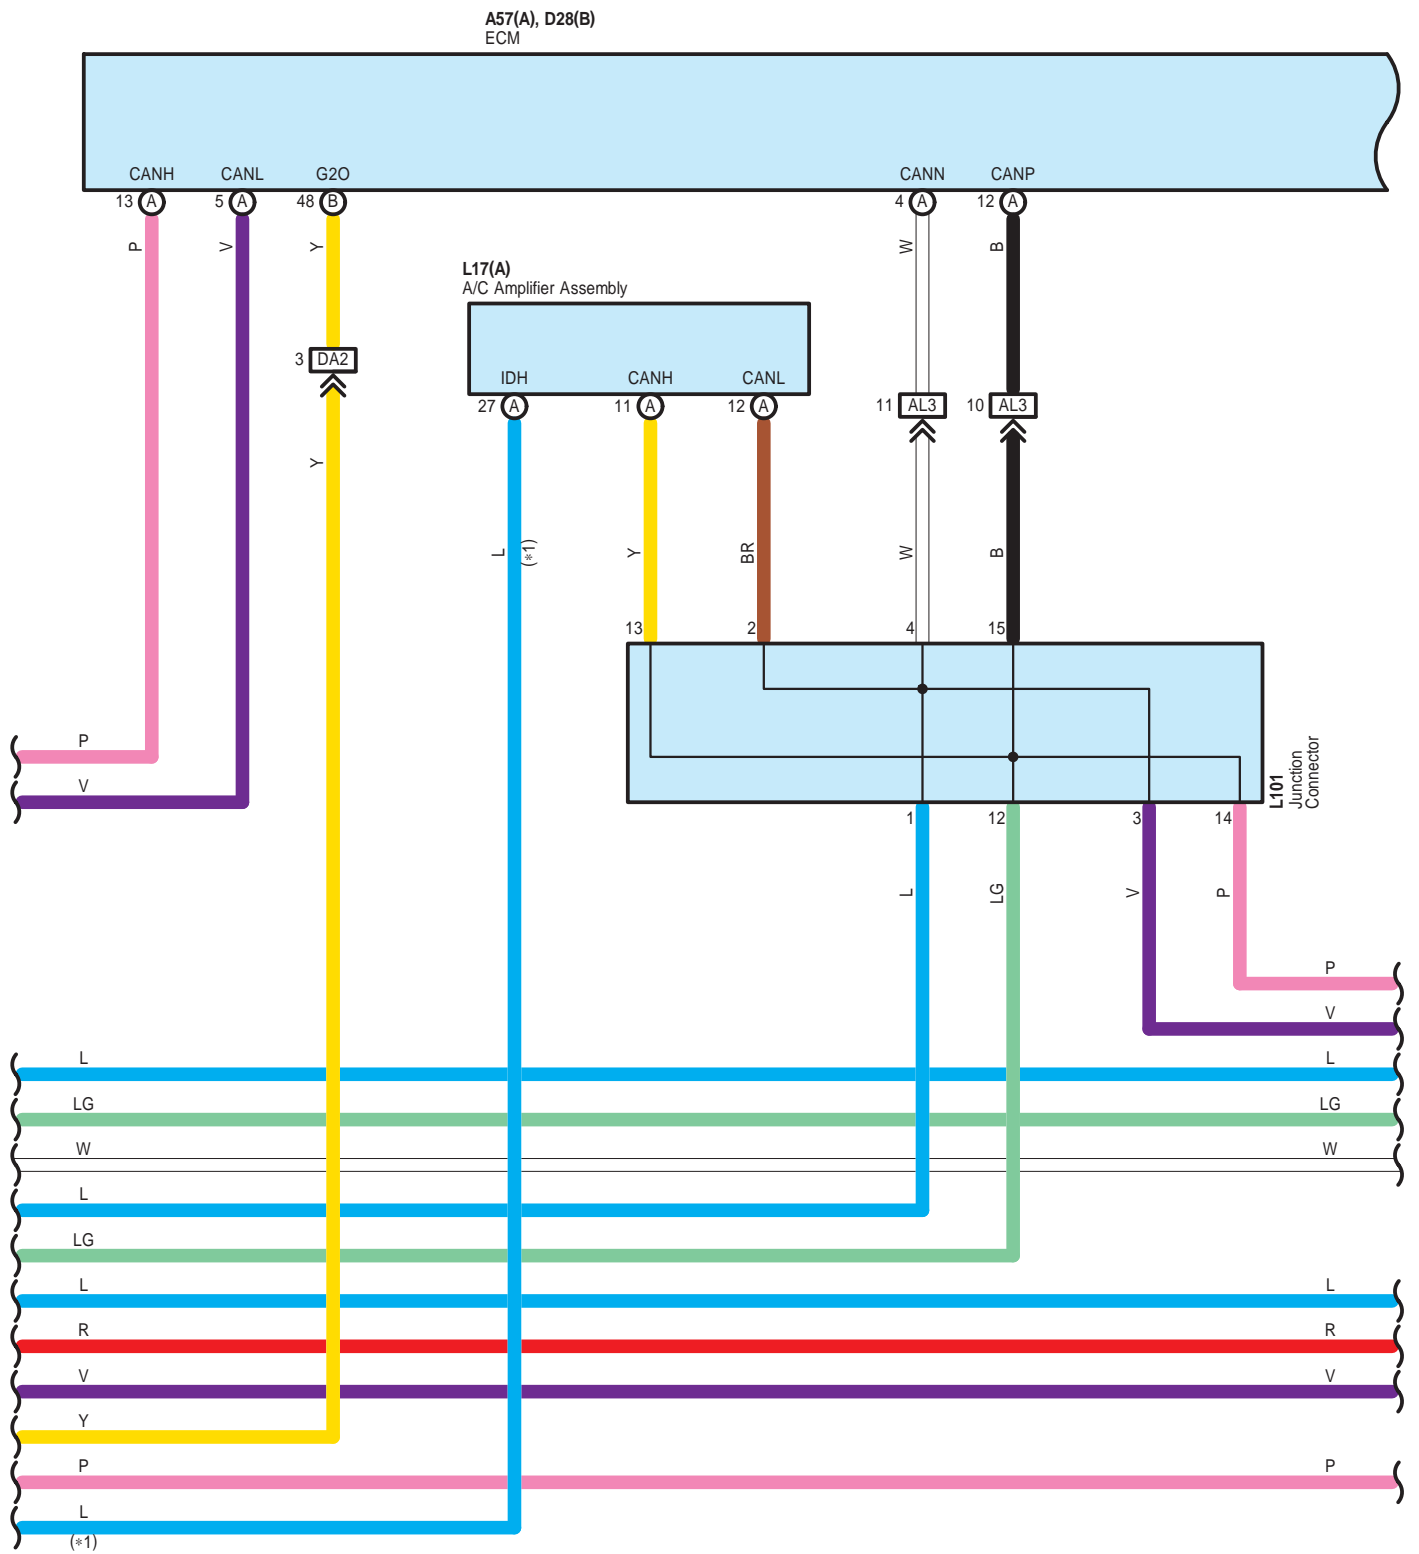 A57(A), D28(B)
ECM
CANH CANL G2O CANN CANP
13 A 5 A 48 B 4 A 12 A
P V Y W B
L17(A)
A/C Amplifier Assembly
3 DA2
IDH CANH CANL
27 A 11 A 12 A
11 AL3 10 AL3
Y
L (*1) Y BR W B
13 2 4 15
P
V
L101
Junction
Connector
1 12 3 14
L LG V P
P
V
L L
LG LG
W W
L
LG
L L
R R
V V
Y
P P
L
(*1)